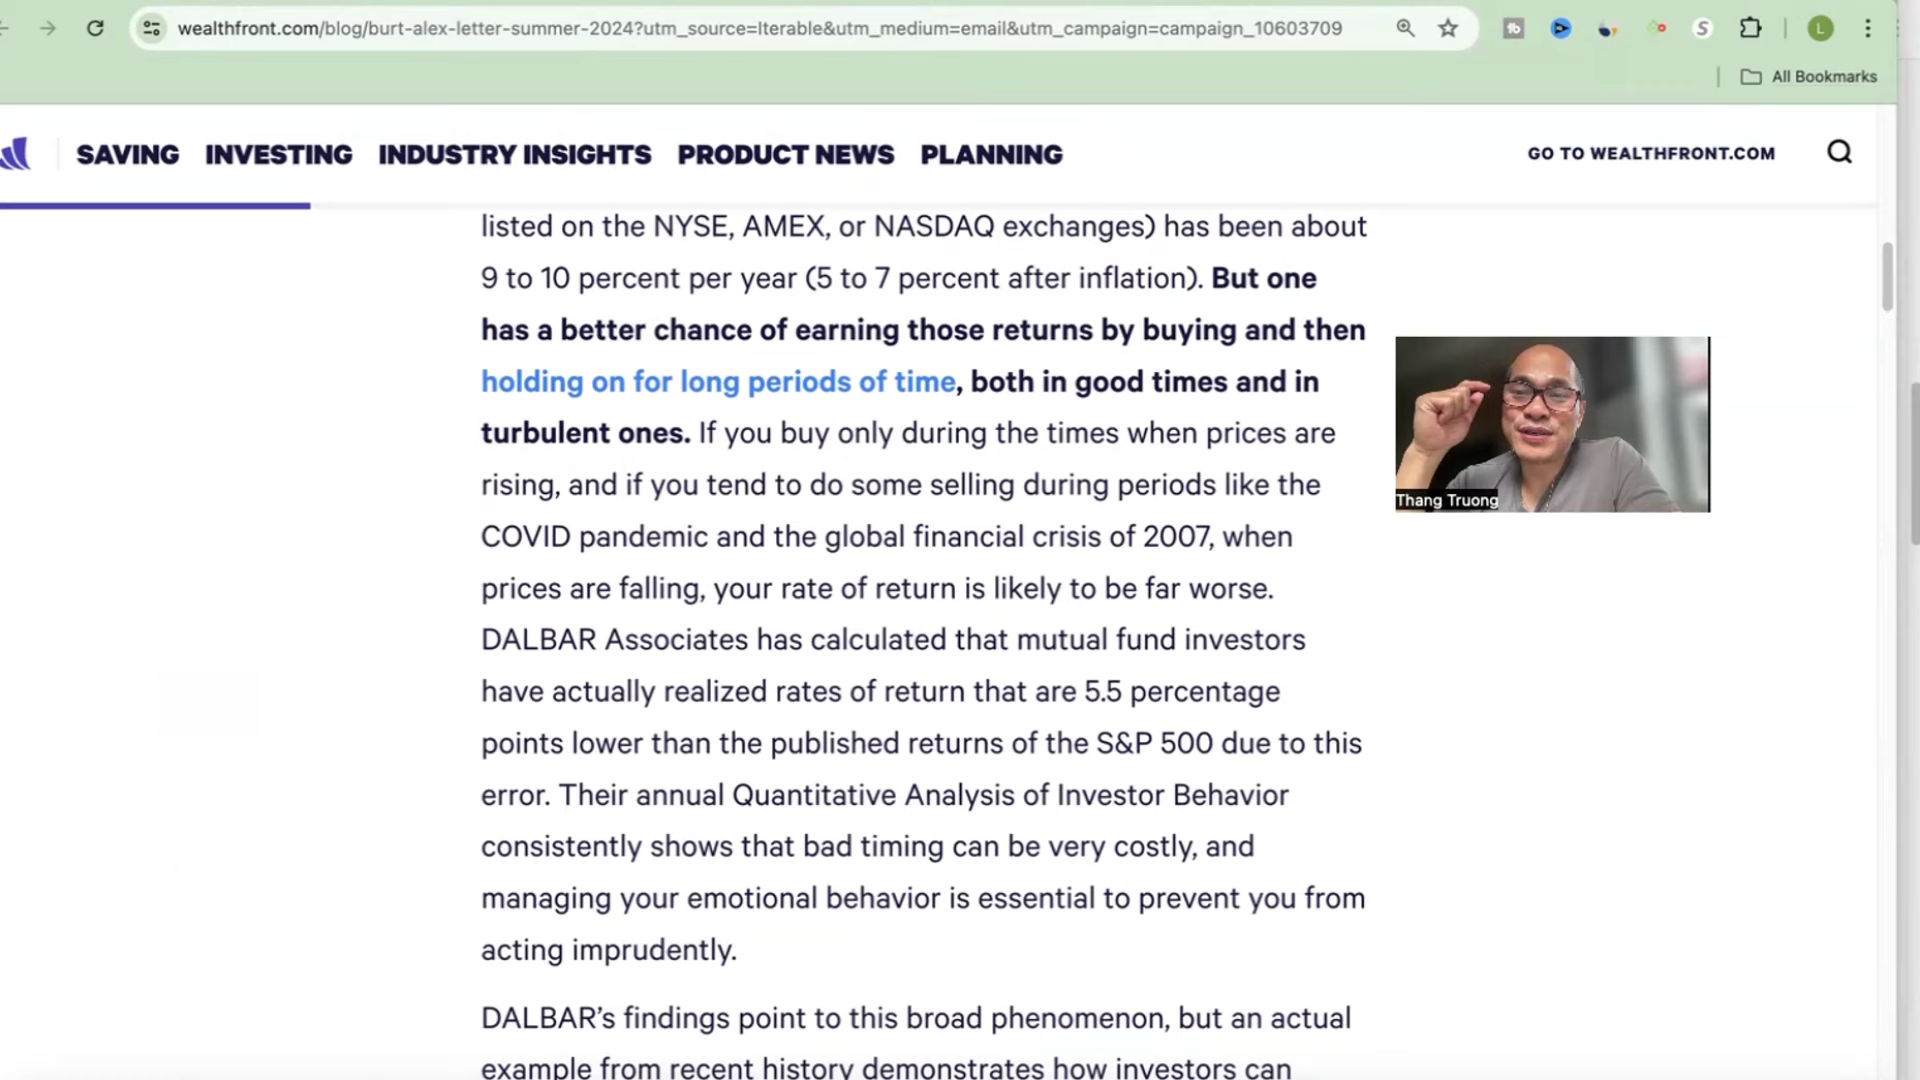 wealthfront.com/blog/burt-alex-letter-summer-2024?utm_source=Iterable&utm_medium=email&utm_campaign=campaign_10603709
tb
S
L
All Bookmarks
SAVING INVESTING INDUSTRY INSIGHTS PRODUCT NEWS PLANNING
GO TO WEALTHFRONT.COM
listed on the NYSE, AMEX, or NASDAQ exchanges) has been about
9 to 10 percent per year (5 to 7 percent after inflation). But one
has a better chance of earning those returns by buying and then
holding on for long periods of time, both in good times and in
turbulent ones. If you buy only during the times when prices are
rising, and if you tend to do some selling during periods like the
COVID pandemic and the global financial crisis of 2007, when
prices are falling, your rate of return is likely to be far worse.
DALBAR Associates has calculated that mutual fund investors
have actually realized rates of return that are 5.5 percentage
points lower than the published returns of the S&P 500 due to this
error. Their annual Quantitative Analysis of Investor Behavior
consistently shows that bad timing can be very costly, and
managing your emotional behavior is essential to prevent you from
acting imprudently.
DALBAR’s findings point to this broad phenomenon, but an actual
example from recent history demonstrates how investors can
Thang Truong